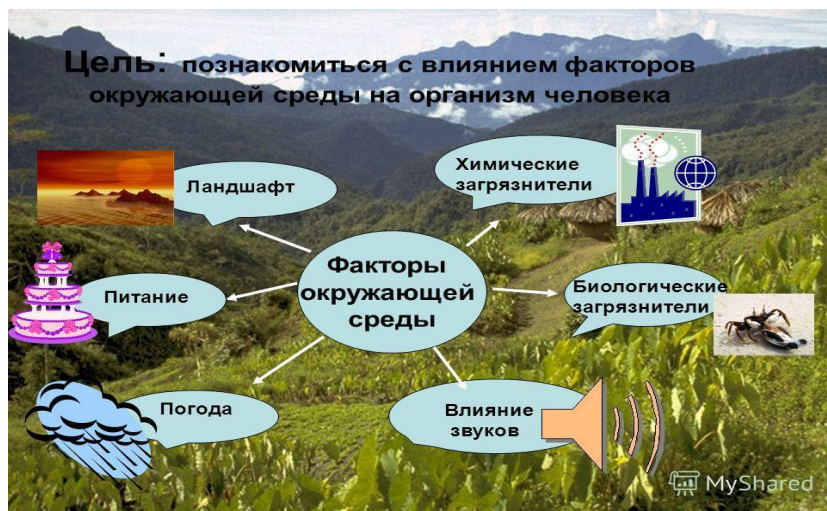 Цель: познакомиться с влиянием факторов
окружающей среды на организм человека
Ландшафт
Химические
загрязнители
Факторы
окружающей
среды
Питание
Биологические
загрязнители
Погода
Влияние
звуков
MyShared